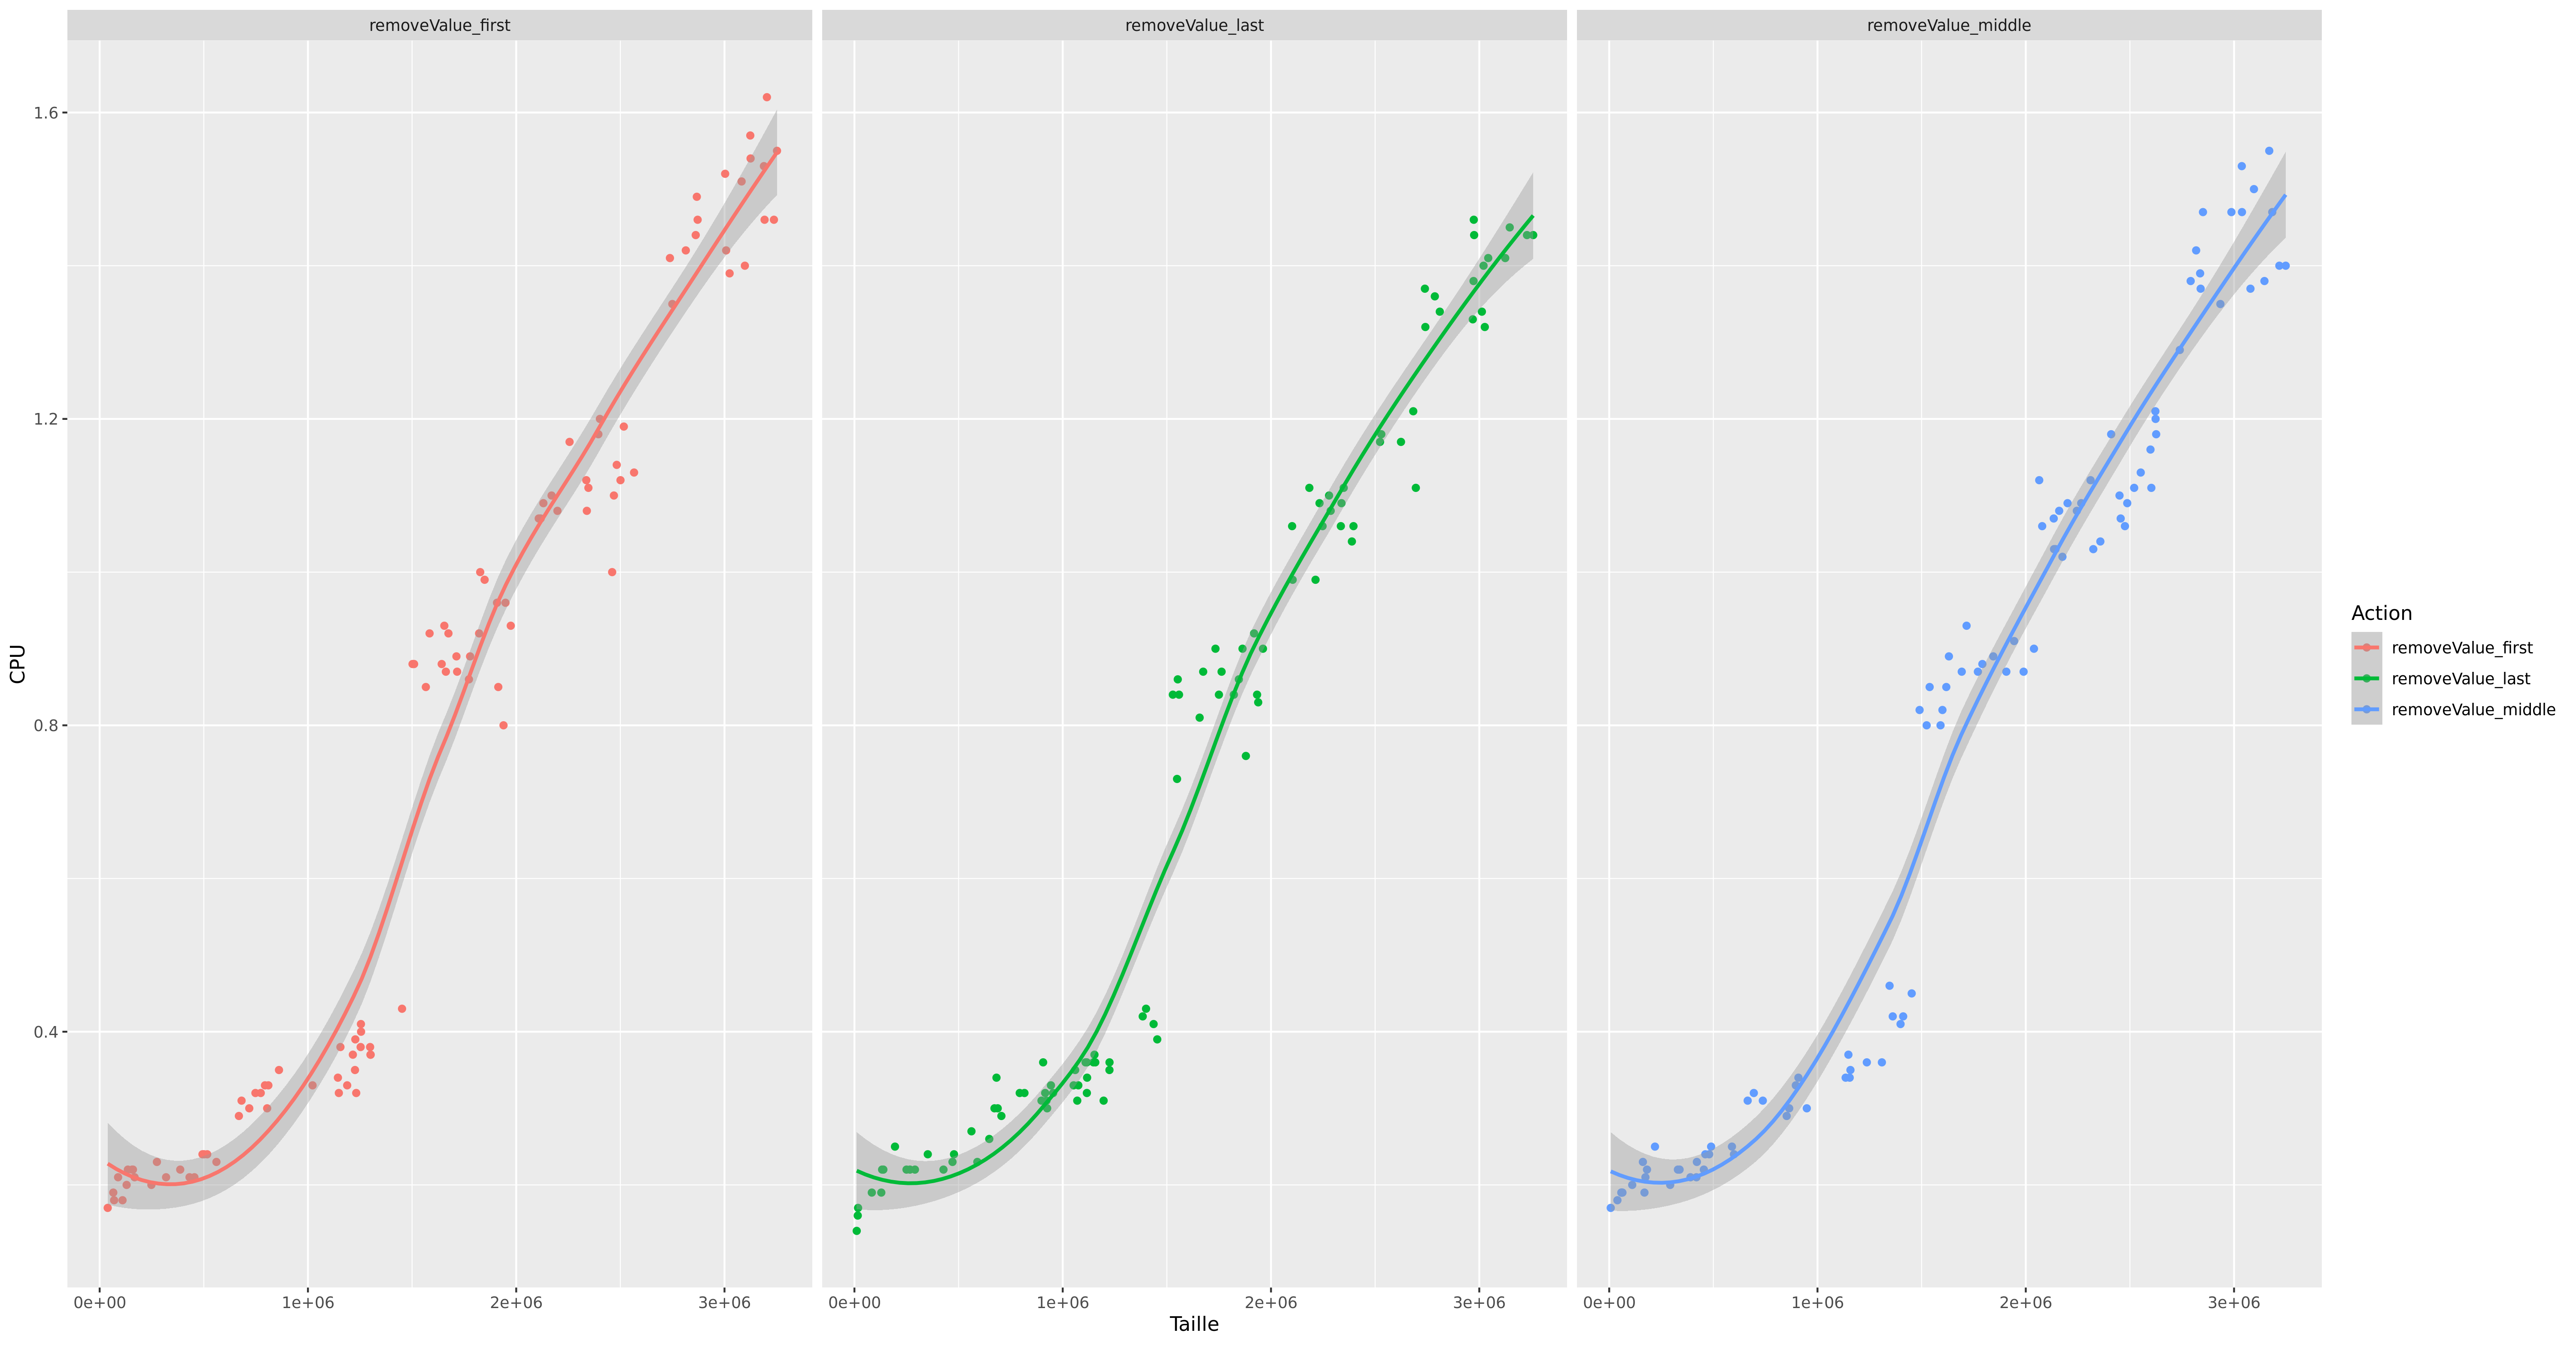 removeValue_first removeValue_last removeValue_middle
1.6
1.2
0.8
0.4
CPU
0e+00 1e+06 2e+06 3e+06 0e+00 1e+06 2e+06 3e+06 0e+00 1e+06 2e+06 3e+06
Taille
Action
removeValue_first
removeValue_last
removeValue_middle